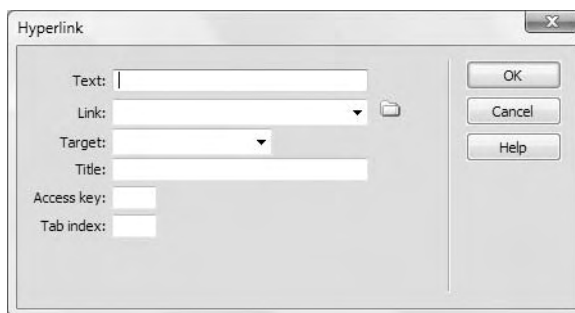 Hyperlink
X
Text:
OK
Link:
Cancel
Target:
Help
Title:
Access key:
Tab index: